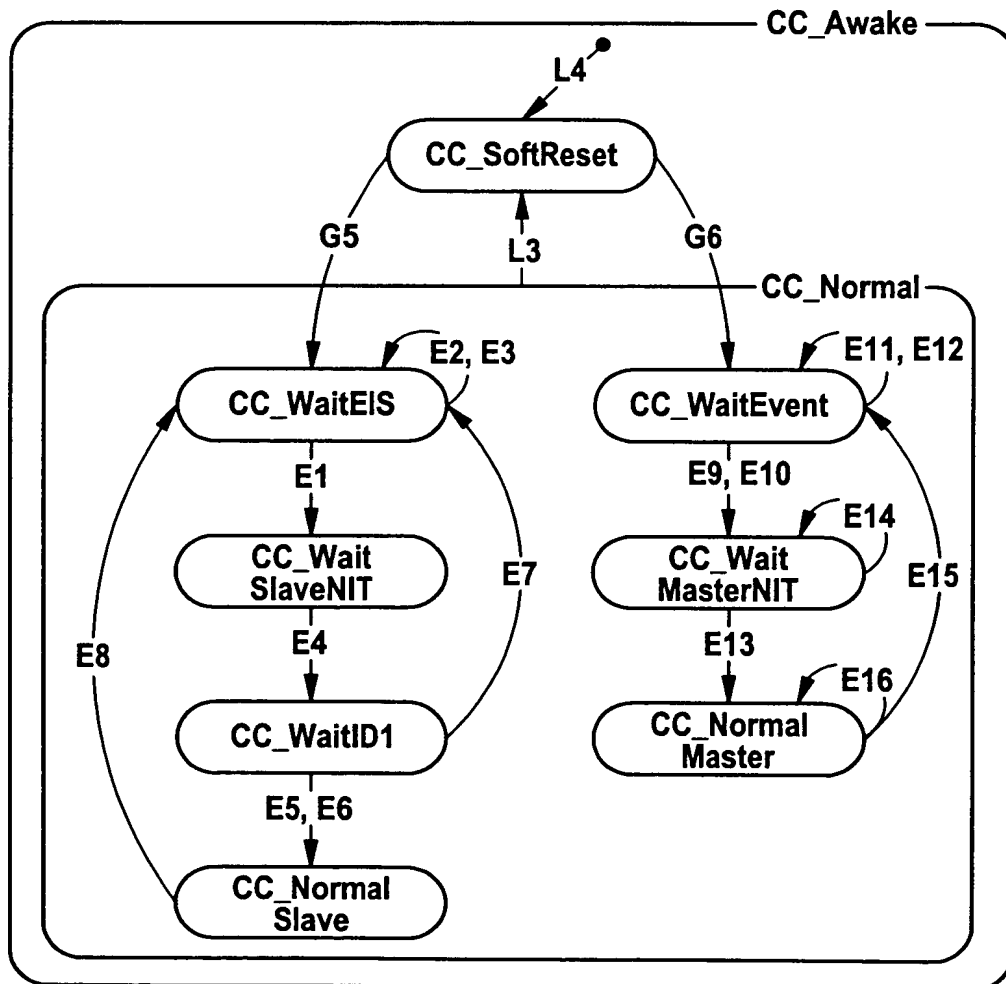 CC_Awake
L4
CC_SoftReset
G5
L3
G6
CC_Normal
E2, E3
E11, E12
CC_WaitEIS
CC_WaitEvent
E1
E9, E10
E14
CC_Wait
SlaveNIT
CC_Wait
MasterNIT
E7
E15
E8
E4
E13
E16
CC_WaitID1
CC_Normal
Master
E5, E6
CC_Normal
Slave